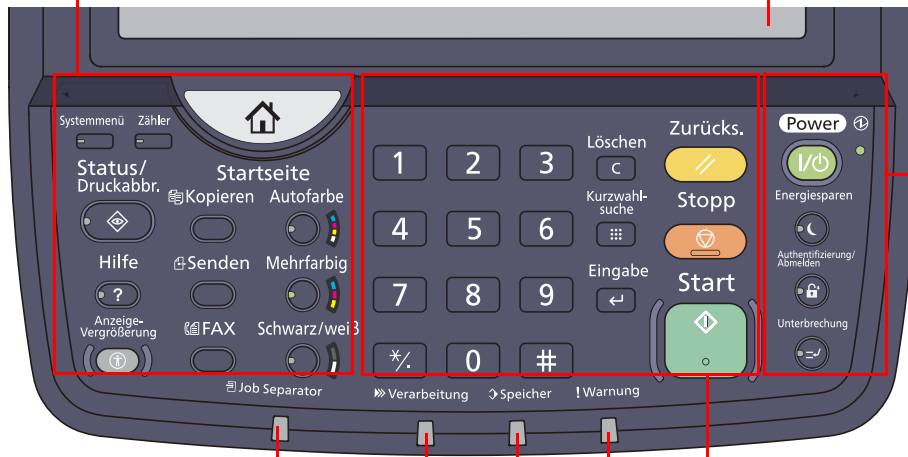 Systemmenü Zähler
Status/
Druckabbr.
Startseite
Kopieren Autofarbe
Hilfe
Senden Mehrfarbig
?
Anzeige-
Vergrößerung
FAX Schwarz/weiß
Job Separator
1 2 3
4 5 6
7 8 9
*/. 0 #
Löschen
C
Kurzwahl-
suche
Eingabe
Zurücks.
Stopp
Start
Verarbeitung Speicher ! Warnung
Power
I/
Energiesparen
Authentifizierung/
Abmelden
Unterbrechung